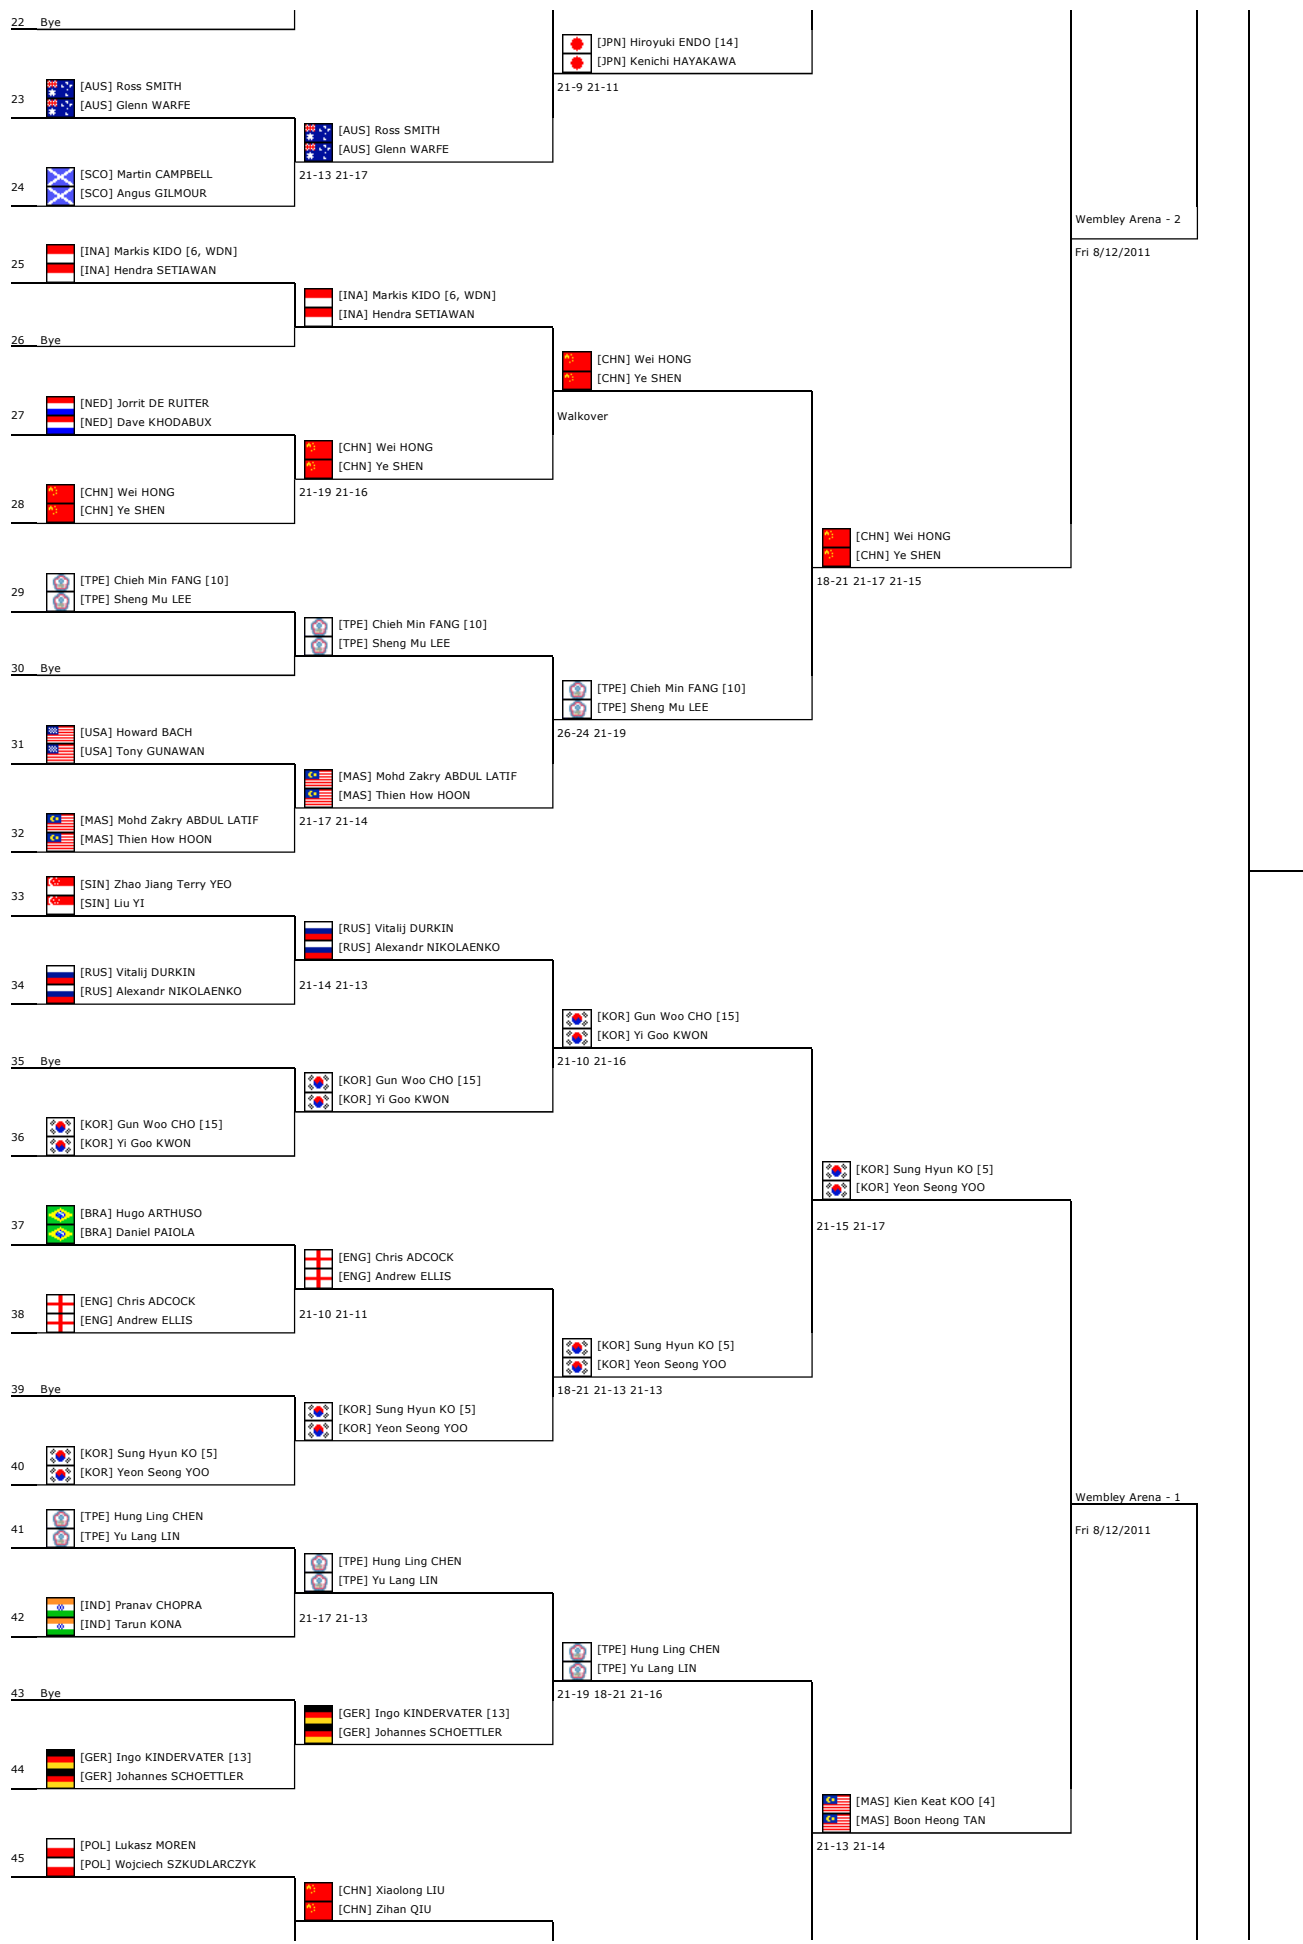 22 Bye
[JPN] Hiroyuki ENDO [14]
[JPN] Kenichi HAYAKAWA
21-9 21-11
23
[AUS] Ross SMITH
[AUS] Glenn WARFE
[AUS] Ross SMITH
[AUS] Glenn WARFE
21-13 21-17
24
[SCO] Martin CAMPBELL
[SCO] Angus GILMOUR
Wembley Arena - 2
Fri 8/12/2011
25
[INA] Markis KIDO [6, WDN]
[INA] Hendra SETIAWAN
[INA] Markis KIDO [6, WDN]
[INA] Hendra SETIAWAN
26 Bye
[CHN] Wei HONG
[CHN] Ye SHEN
Walkover
27
[NED] Jorrit DE RUITER
[NED] Dave KHODABUX
[CHN] Wei HONG
[CHN] Ye SHEN
21-19 21-16
28
[CHN] Wei HONG
[CHN] Ye SHEN
[CHN] Wei HONG
[CHN] Ye SHEN
18-21 21-17 21-15
29
[TPE] Chieh Min FANG [10]
[TPE] Sheng Mu LEE
[TPE] Chieh Min FANG [10]
[TPE] Sheng Mu LEE
30 Bye
[TPE] Chieh Min FANG [10]
[TPE] Sheng Mu LEE
26-24 21-19
31
[USA] Howard BACH
[USA] Tony GUNAWAN
[MAS] Mohd Zakry ABDUL LATIF
[MAS] Thien How HOON
21-17 21-14
32
[MAS] Mohd Zakry ABDUL LATIF
[MAS] Thien How HOON
33
[SIN] Zhao Jiang Terry YEO
[SIN] Liu YI
[RUS] Vitalij DURKIN
[RUS] Alexandr NIKOLAENKO
21-14 21-13
34
[RUS] Vitalij DURKIN
[RUS] Alexandr NIKOLAENKO
[KOR] Gun Woo CHO [15]
[KOR] Yi Goo KWON
21-10 21-16
35 Bye
[KOR] Gun Woo CHO [15]
[KOR] Yi Goo KWON
36
[KOR] Gun Woo CHO [15]
[KOR] Yi Goo KWON
[KOR] Sung Hyun KO [5]
[KOR] Yeon Seong YOO
21-15 21-17
37
[BRA] Hugo ARTHUSO
[BRA] Daniel PAIOLA
[ENG] Chris ADCOCK
[ENG] Andrew ELLIS
21-10 21-11
38
[ENG] Chris ADCOCK
[ENG] Andrew ELLIS
[KOR] Sung Hyun KO [5]
[KOR] Yeon Seong YOO
18-21 21-13 21-13
39 Bye
[KOR] Sung Hyun KO [5]
[KOR] Yeon Seong YOO
40
[KOR] Sung Hyun KO [5]
[KOR] Yeon Seong YOO
Wembley Arena - 1
Fri 8/12/2011
41
[TPE] Hung Ling CHEN
[TPE] Yu Lang LIN
[TPE] Hung Ling CHEN
[TPE] Yu Lang LIN
21-17 21-13
42
[IND] Pranav CHOPRA
[IND] Tarun KONA
[TPE] Hung Ling CHEN
[TPE] Yu Lang LIN
21-19 18-21 21-16
43 Bye
[GER] Ingo KINDERVATER [13]
[GER] Johannes SCHOETTLER
44
[GER] Ingo KINDERVATER [13]
[GER] Johannes SCHOETTLER
[MAS] Kien Keat KOO [4]
[MAS] Boon Heong TAN
21-13 21-14
45
[POL] Lukasz MOREN
[POL] Wojciech SZKUDLARCZYK
[CHN] Xiaolong LIU
[CHN] Zihan QIU